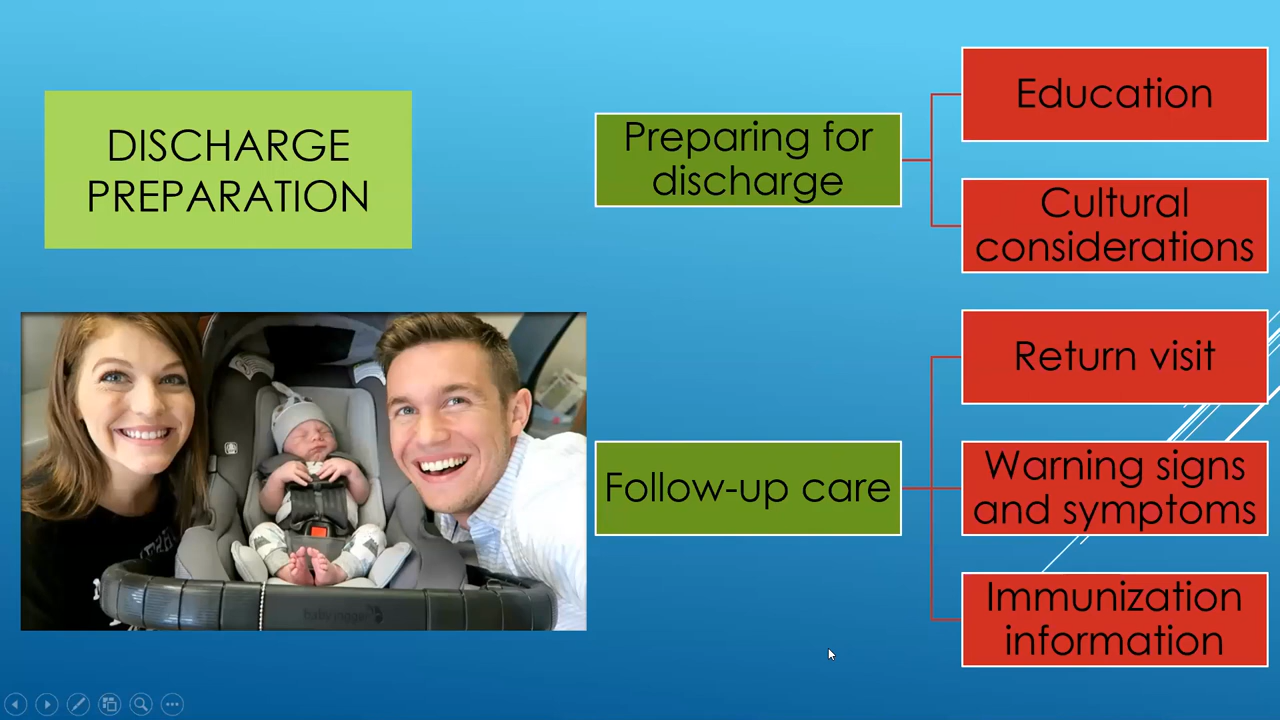 DISCHARGE
PREPARATION
Preparing for
discharge
Education
Cultural
considerations
Follow-up care
Return visit
Warning signs
and symptoms
Immunization
information